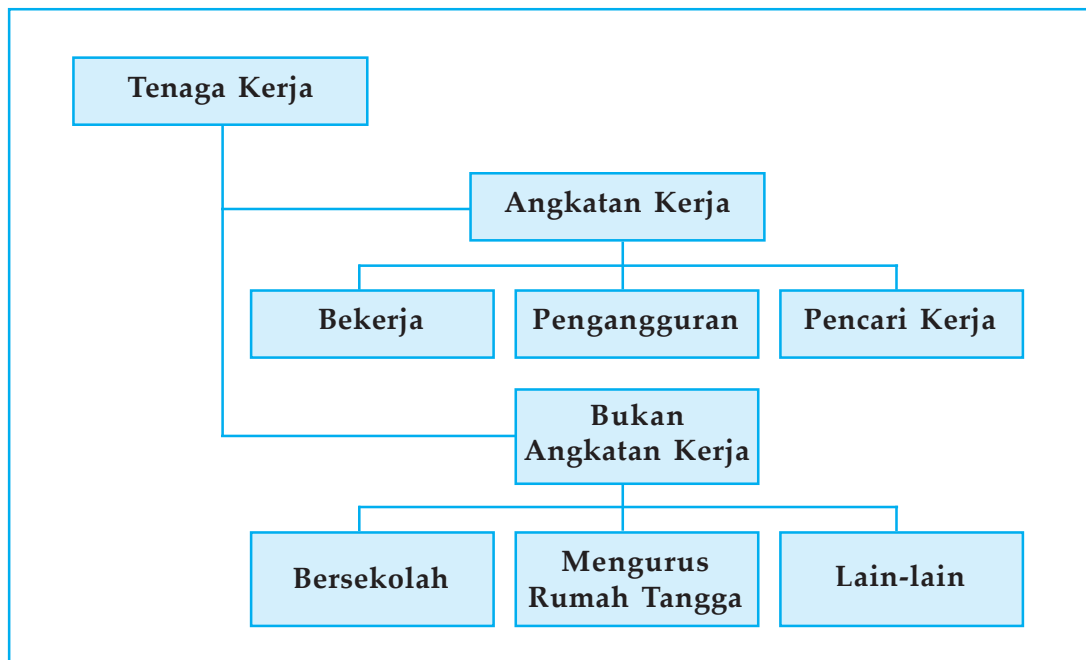 Tenaga Kerja
Angkatan Kerja
Bekerja
Pengangguran
Pencari Kerja
Bukan
Angkatan Kerja
Bersekolah
Mengurus
Rumah Tangga
Lain-lain